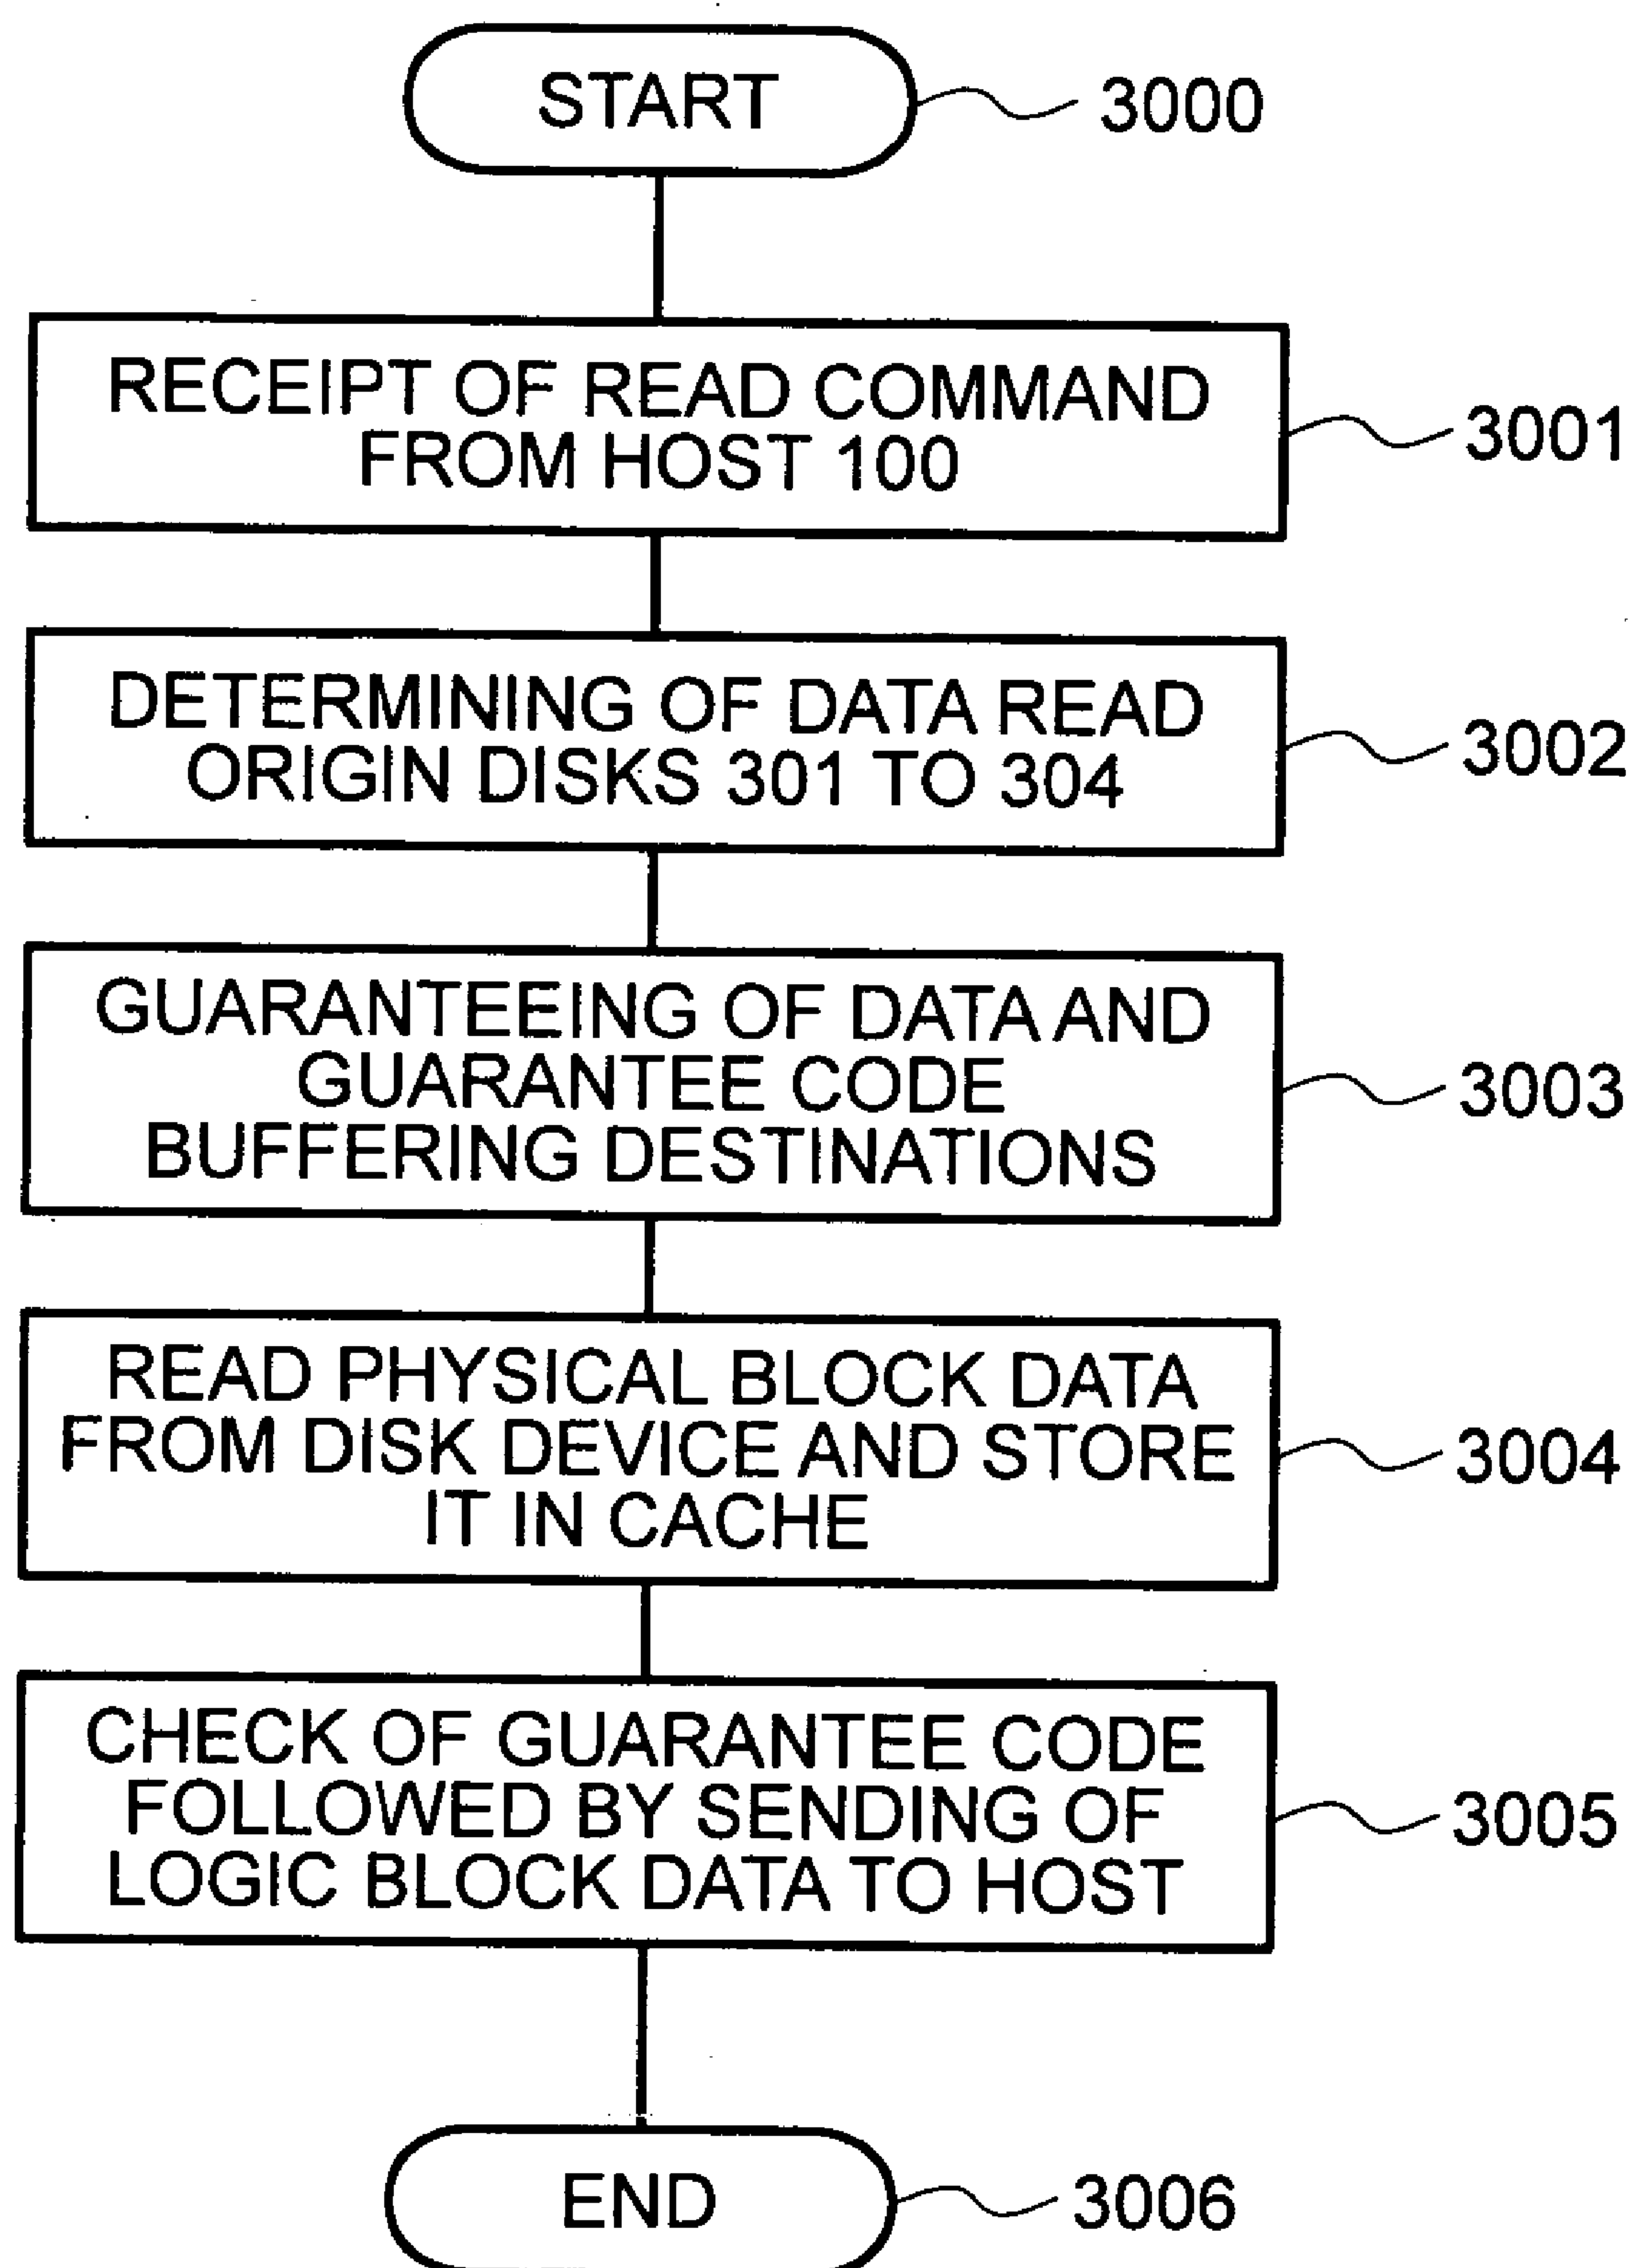 START
3000
RECEIPT OF READ COMMAND
FROM HOST 100
3001
DETERMINING OF DATA READ
ORIGIN DISKS 301 TO 304
3002
GUARANTEEING OF DATA AND
GUARANTEE CODE
BUFFERING DESTINATIONS
3003
READ PHYSICAL BLOCK DATA
FROM DISK DEVICE AND STORE
IT IN CACHE
3004
CHECK OF GUARANTEE CODE
FOLLOWED BY SENDING OF
LOGIC BLOCK DATA TO HOST
3005
END
3006